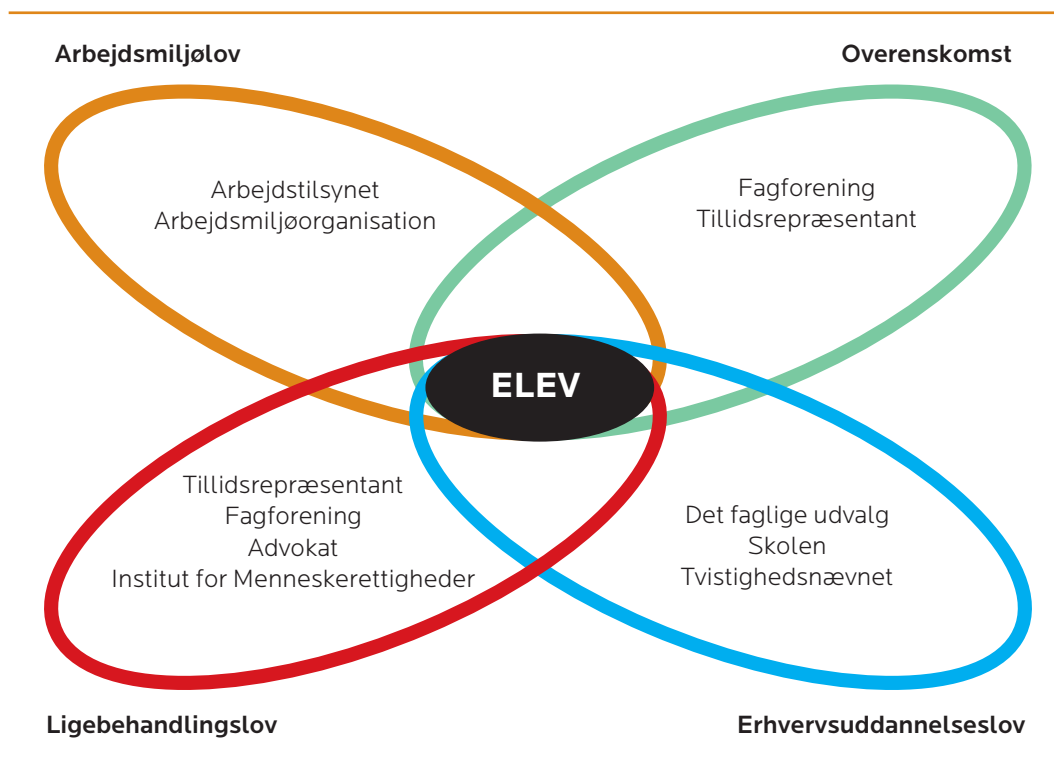 Arbejdsmiljølov
Overenskomst
Arbejdstilsynet
Arbejdsmiljøorganisation
Fagforening
Tillidsrepræsentant
ELEV
Tillidsrepræsentant
Fagforening
Advokat
Institut for Menneskerettigheder
Det faglige udvalg
Skolen
Tvistighedsnævnet
Ligebehandlingslov
Erhvervsuddannelseslov